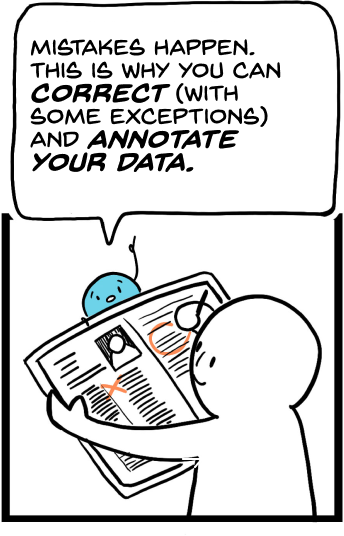 MISTAKES HAPPEN.
THIS IS WHY YOU CAN
CORRECT (WITH
SOME EXCEPTIONS)
AND ANNOTATE
YOUR DATA.